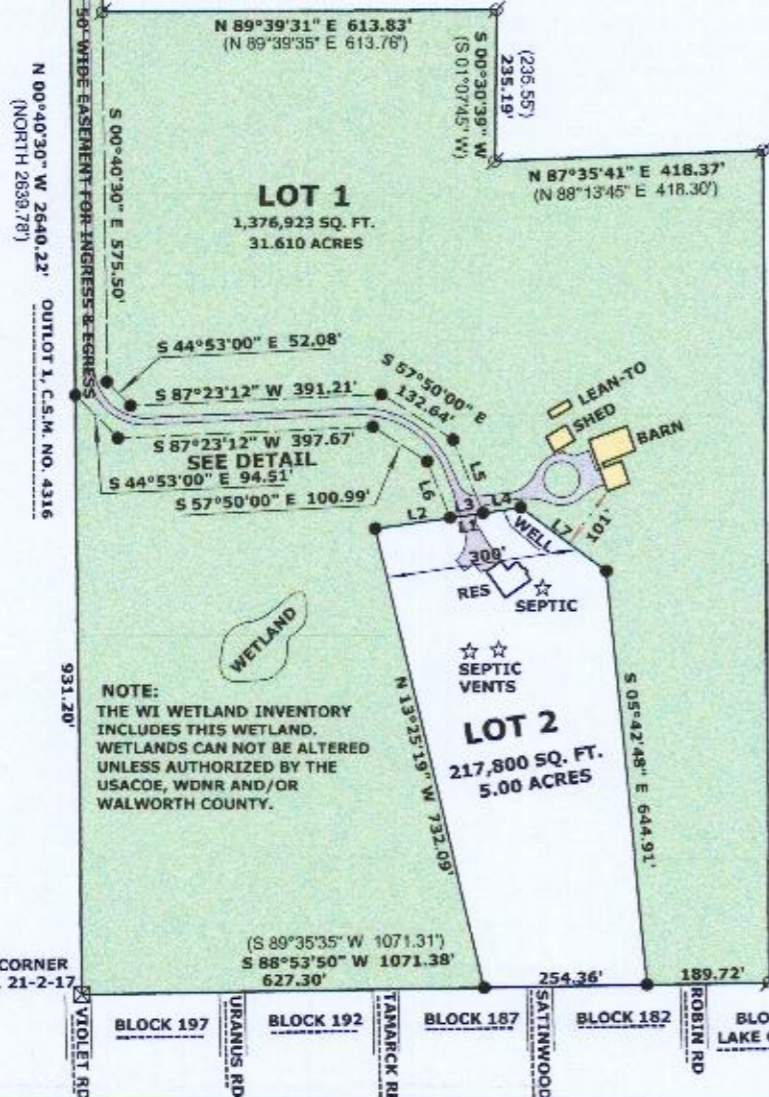 N 89°39'31" E 613.83'
(N 89°39'35" E 613.76')
S 00°30'39" W
(S 01°07'45" W)
(235.55')
235.19'
N 87°35'41" E 418.37'
(N 88°13'45" E 418.30')
50' WIDE EASEMENT FOR INGRESS & EGRESS
S 00°40'30" E 575.50'
N 00°40'30" W 2640.22'
(NORTH 2639.78')
OUTLOT 1, C.S.M. NO. 4316
LOT 1
1,376,923 SQ. FT.
31.610 ACRES
S 44°53'00" E 52.08'
S 87°23'12" W 391.21'
S 57°50'00" E
132.64'
S 87°23'12" W 397.67'
SEE DETAIL
S 44°53'00" E 94.51'
S 57°50'00" E 100.99'
LEAN-TO
SHED
BARN
L5
L6
L3
L4
L2
L1
L7
101'
WELL
300'
RES
SEPTIC
WETLAND
SEPTIC
VENTS
NOTE:
THE WI WETLAND INVENTORY
INCLUDES THIS WETLAND.
WETLANDS CAN NOT BE ALTERED
UNLESS AUTHORIZED BY THE
USACOE, WDNR AND/OR
WALWORTH COUNTY.
LOT 2
217,800 SQ. FT.
5.00 ACRES
N 13°25'19" W 732.09'
S 05°42'48" E 644.91'
931.20'
(S 89°35'35" W 1071.31')
S 88°53'50" W 1071.38'
627.30'
254.36'
189.72'
CORNER
21-2-17
VIOLET RD
BLOCK 197
URANUS RD
BLOCK 192
TAMARCK R
BLOCK 187
SATINWOOD
BLOCK 182
ROBIN RD
BLO
LAKE